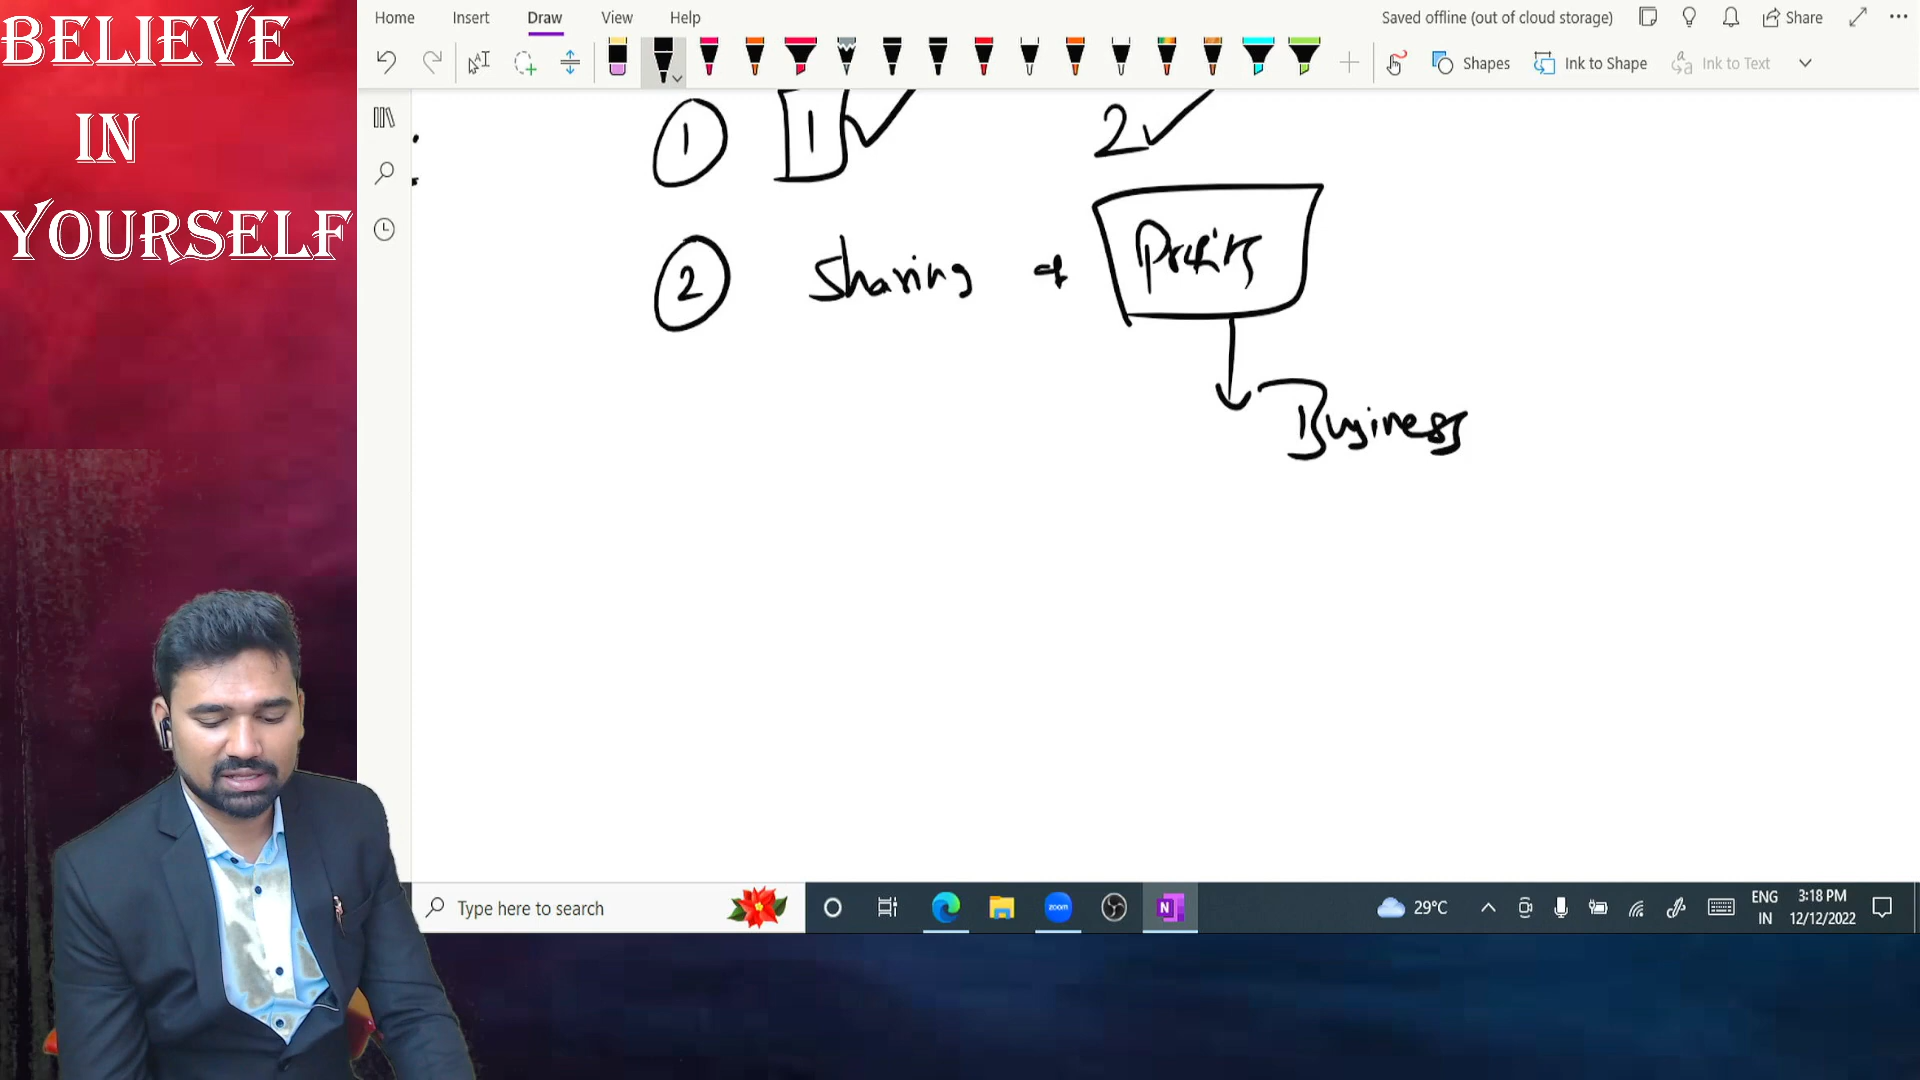 BELIEVE
IN
YOURSELF
Home Insert Draw View Help
Saved offline (out of cloud storage)
Share
Shapes
Ink to Shape
Ink to Text
1 1 2
2 Sharing of Profits
Business
Type here to search
zoom
N
29°C
ENG
IN
3:18 PM
12/12/2022